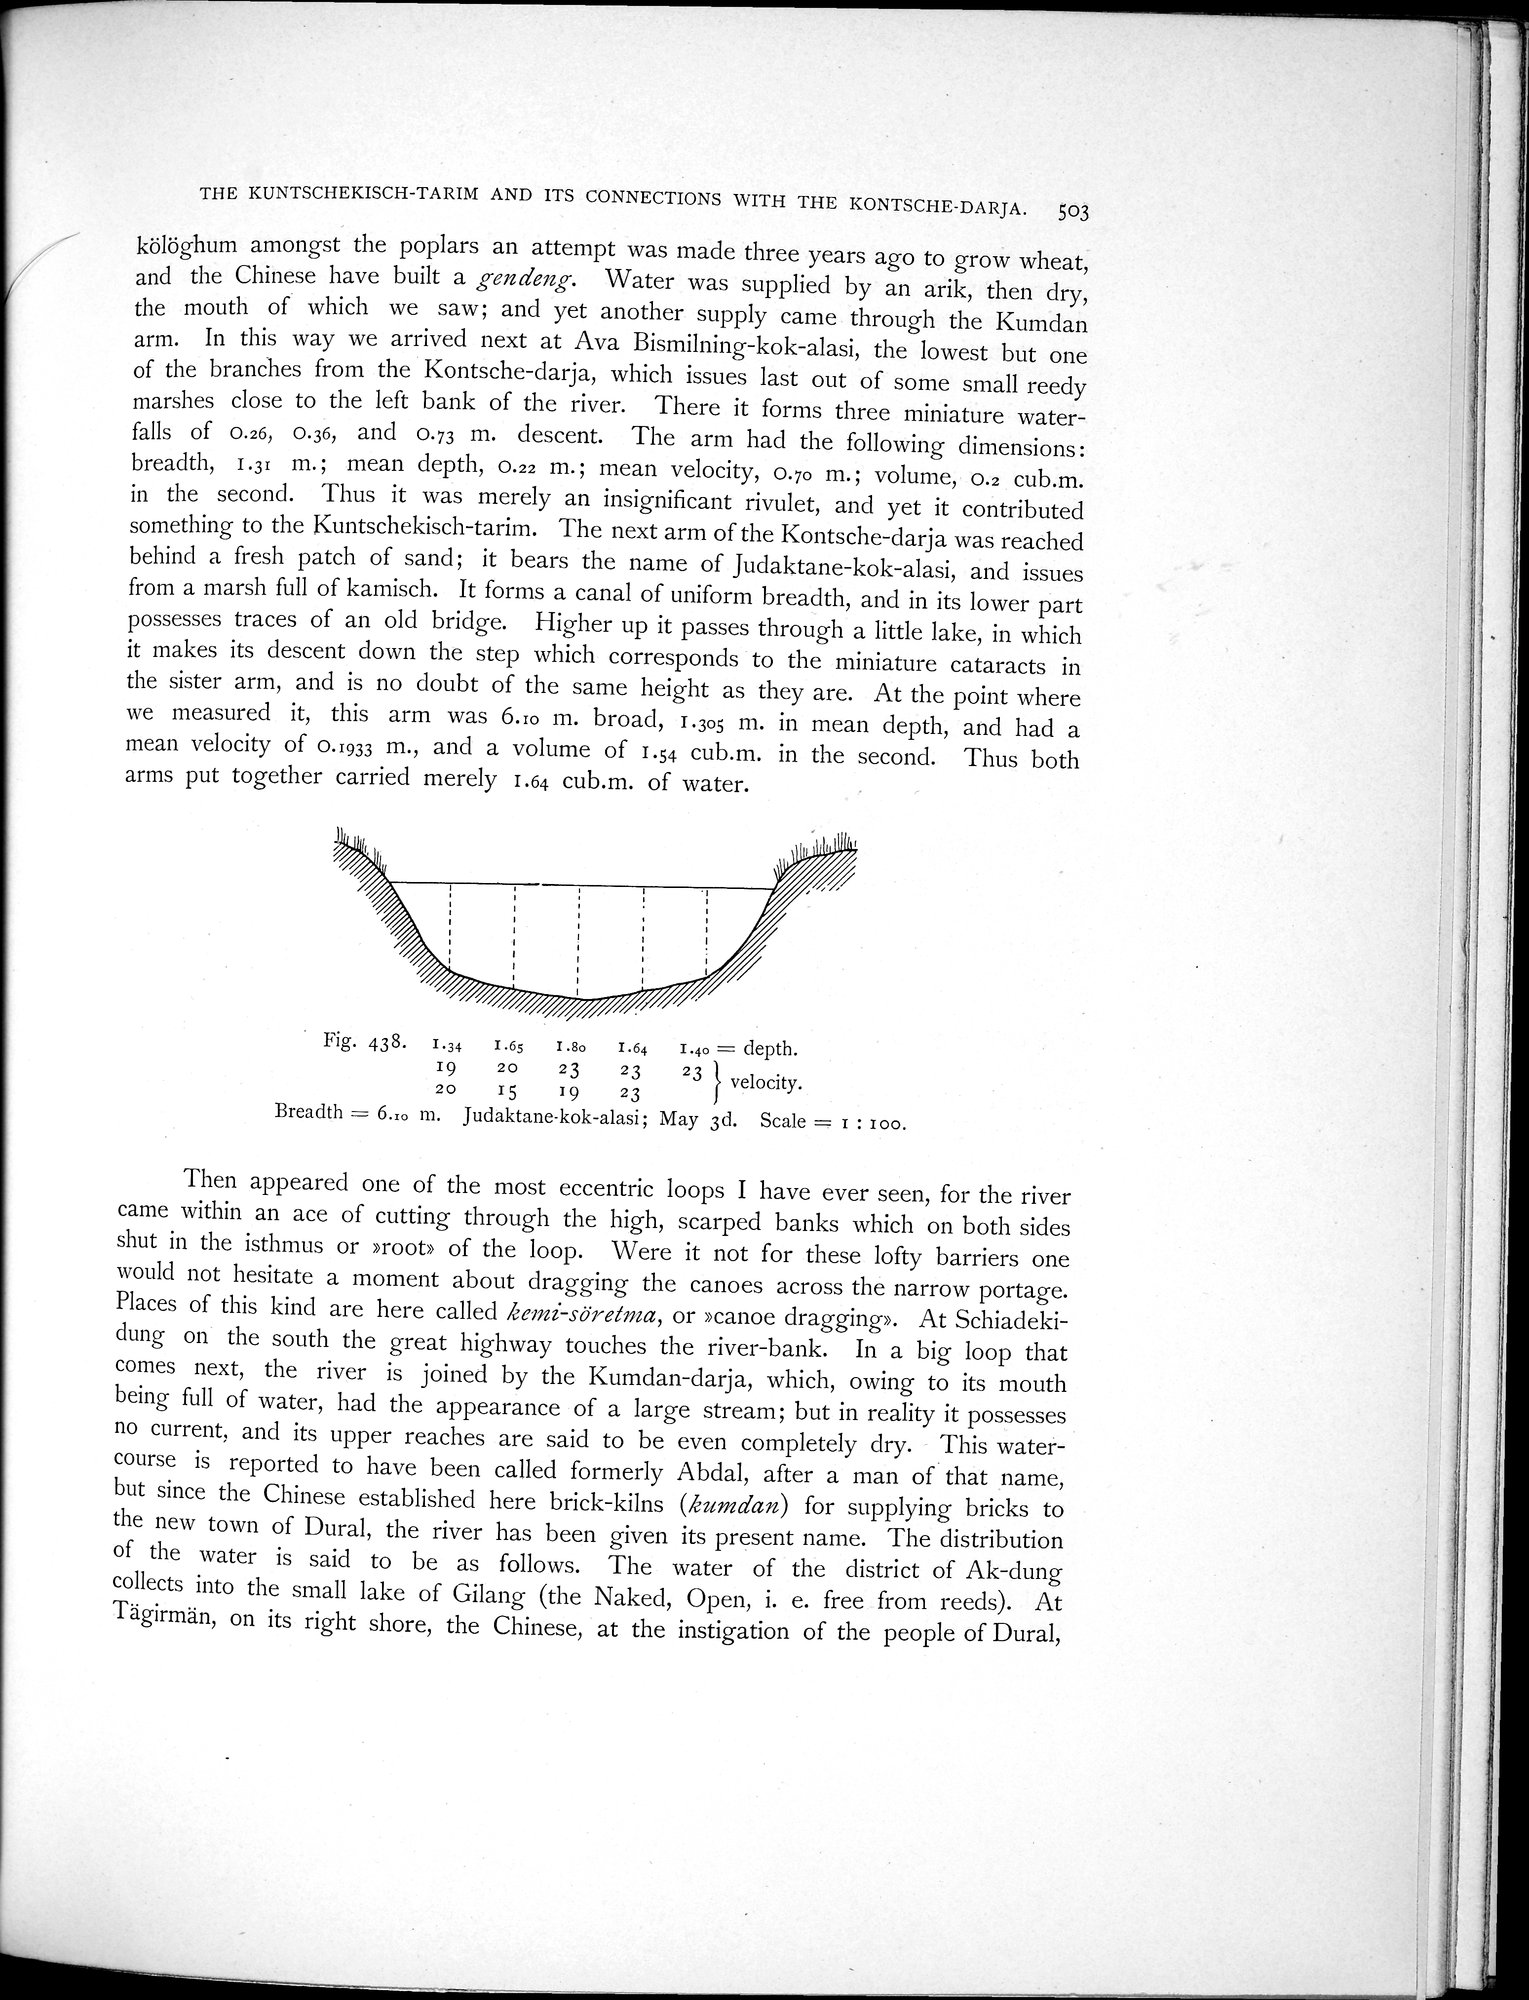 THE KUNTSCHEKISCH-TARIM AND ITS CONNECTIONS WITH THE KONTSCHE-DARJA. 503
kölöghum amongst the poplars an attempt was made three years ago to grow wheat,
and the Chinese have built a gendeng. Water was supplied by an arik, then dry,
the mouth of which we saw; and yet another supply came through the Kumdan
arm. In this way we arrived next at Ava Bismilning-kok-alasi, the lowest but one
of the branches from the Kontsche-darja, which issues last out of some small reedy
marshes close to the left bank of the river. There it forms three miniature water-
falls of 0.26, 0.36, and 0.73 m. descent. The arm had the following dimensions:
breadth, 1.31 m.; mean depth, 0.22 m.; mean velocity, 0.70 m.; volume, 0.2 cub.m.
in the second. Thus it was merely an insignificant rivulet, and yet it contributed
something to the Kuntschekisch-tarim. The next arm of the Kontsche-darja was reached
behind a fresh patch of sand; it bears the name of Judaktane-kok-alasi, and issues
from a marsh full of kamisch. It forms a canal of uniform breadth, and in its lower part
possesses traces of an old bridge. Higher up it passes through a little lake, in which
it makes its descent down the step which corresponds to the miniature cataracts in
the sister arm, and is no doubt of the same height as they are. At the point where
we measured it, this arm was 6.10 m. broad, 1.305 m. in mean depth, and had a
mean velocity of 0.1933 m., and a volume of 1.54 cub.m. in the second. Thus both
arms put together carried merely 1.64 cub.m. of water.
Fig. 438. 1.34 1.65 1.80 1.64 1.40 = depth.
19 20 23 23 23 } velocity.
20 15 19 23
Breadth = 6.10 m. Judaktane-kok-alasi; May 3d. Scale = 1 : 100.
Then appeared one of the most eccentric loops I have ever seen, for the river
came within an ace of cutting through the high, scarped banks which on both sides
shut in the isthmus or »root» of the loop. Were it not for these lofty barriers one
would not hesitate a moment about dragging the canoes across the narrow portage.
Places of this kind are here called kemi-söretma, or »canoe dragging». At Schiadeki-
dung on the south the great highway touches the river-bank. In a big loop that
comes next, the river is joined by the Kumdan-darja, which, owing to its mouth
being full of water, had the appearance of a large stream; but in reality it possesses
no current, and its upper reaches are said to be even completely dry. This water-
course is reported to have been called formerly Abdal, after a man of that name,
but since the Chinese established here brick-kilns (kumdan) for supplying bricks to
the new town of Dural, the river has been given its present name. The distribution
of the water is said to be as follows. The water of the district of Ak-dung
collects into the small lake of Gilang (the Naked, Open, i. e. free from reeds). At
Tägirmän, on its right shore, the Chinese, at the instigation of the people of Dural,